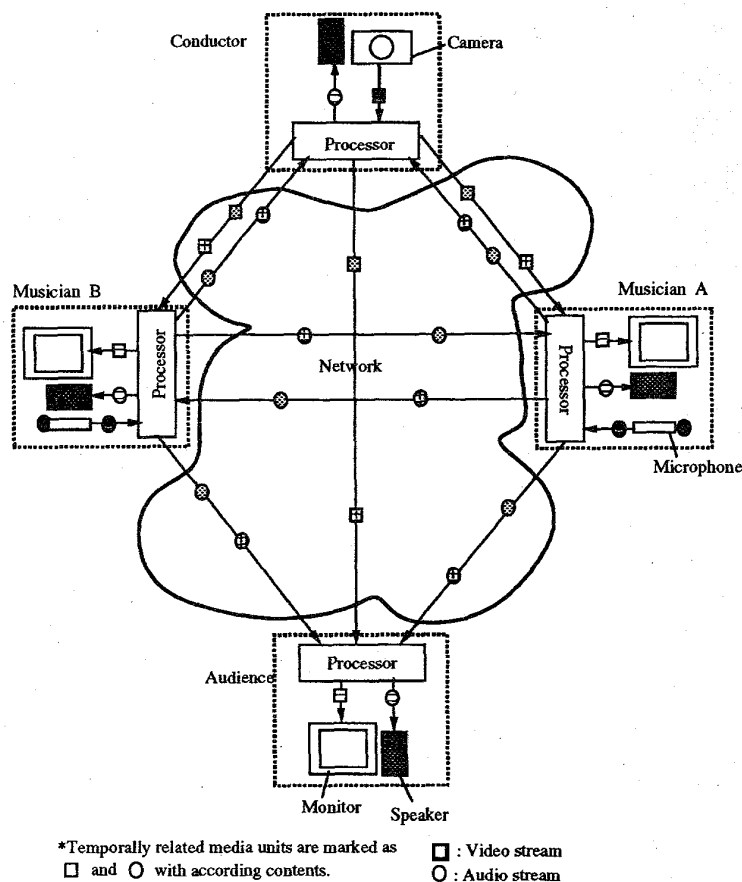 Conductor
Camera
Processor
Musician B
Musician A
Processor
Network
Processor
Microphone
Processor
Audience
Monitor
Speaker
*Temporally related media units are marked as
and with according contents.
: Video stream
: Audio stream